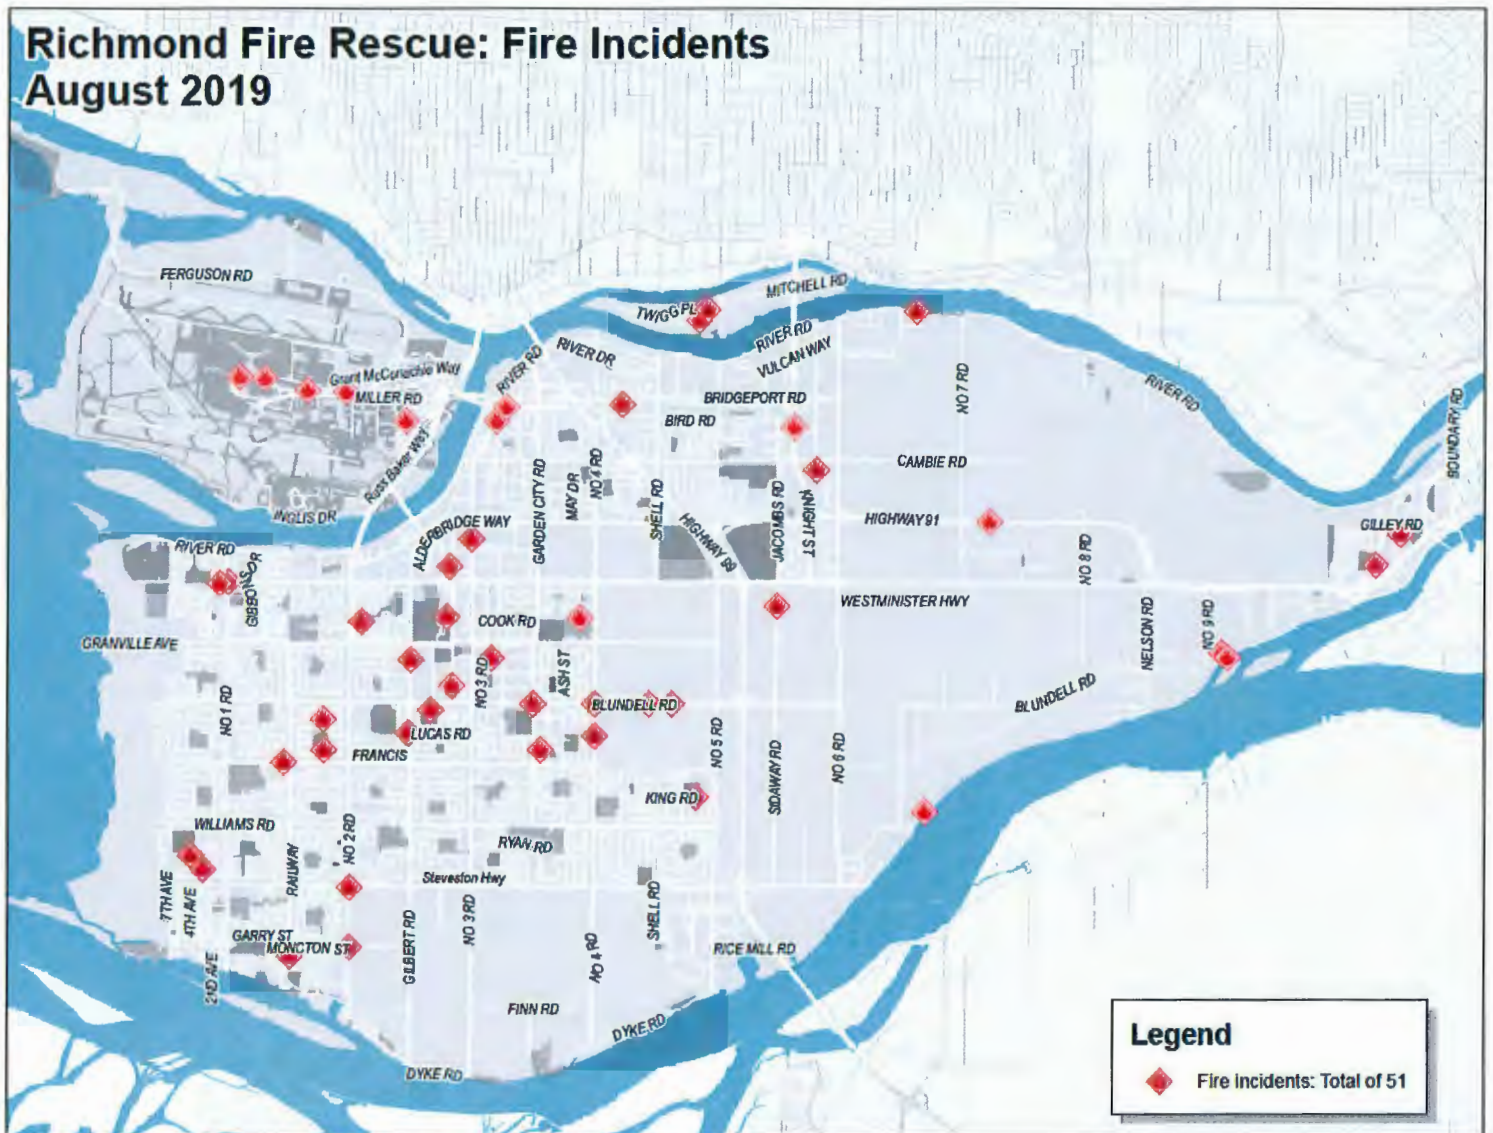 Richmond Fire Rescue: Fire Incidents
August 2019
FERGUSON RD
MITCHELL RD
TWIGG PL
RIVER RD
VULCAN WAY
RIVER DR
RIVER RD
Grant McConachie Way
MILLER RD
BRIDGEPORT RD
BIRD RD
NO 7 RD
RIVER RD
BOUNDARY RD
Russ Baker Way
CAMBIE RD
NO 4 RD
MAY DR
GARDEN CITY RD
SHELL RD
JACOMBS RD
KNIGHT ST
HIGHWAY 91
HIGHWAY 99
INGLIS DR
ALDERBRIDGE WAY
GILLEY RD
RIVER RD
GIBBONS DR
NO 8 RD
WESTMINISTER HWY
COOK RD
NELSON RD
NO 9 RD
GRANVILLE AVE
NO 3 RD
ASH ST
NO 1 RD
BLUNDELL RD
BLUNDELL RD
LUCAS RD
FRANCIS
NO 5 RD
SIDAWAY RD
NO 6 RD
KING RD
WILLIAMS RD
NO 2 RD
RYAN RD
RAILWAY
Steveston Hwy
7TH AVE
4TH AVE
SHELL RD
NO 3 RD
GILBERT RD
GARRY ST
MONCTON ST
NO 4 RD
RICE MILL RD
2ND AVE
FINN RD
DYKE RD
DYKE RD
Legend
Fire Incidents: Total of 51